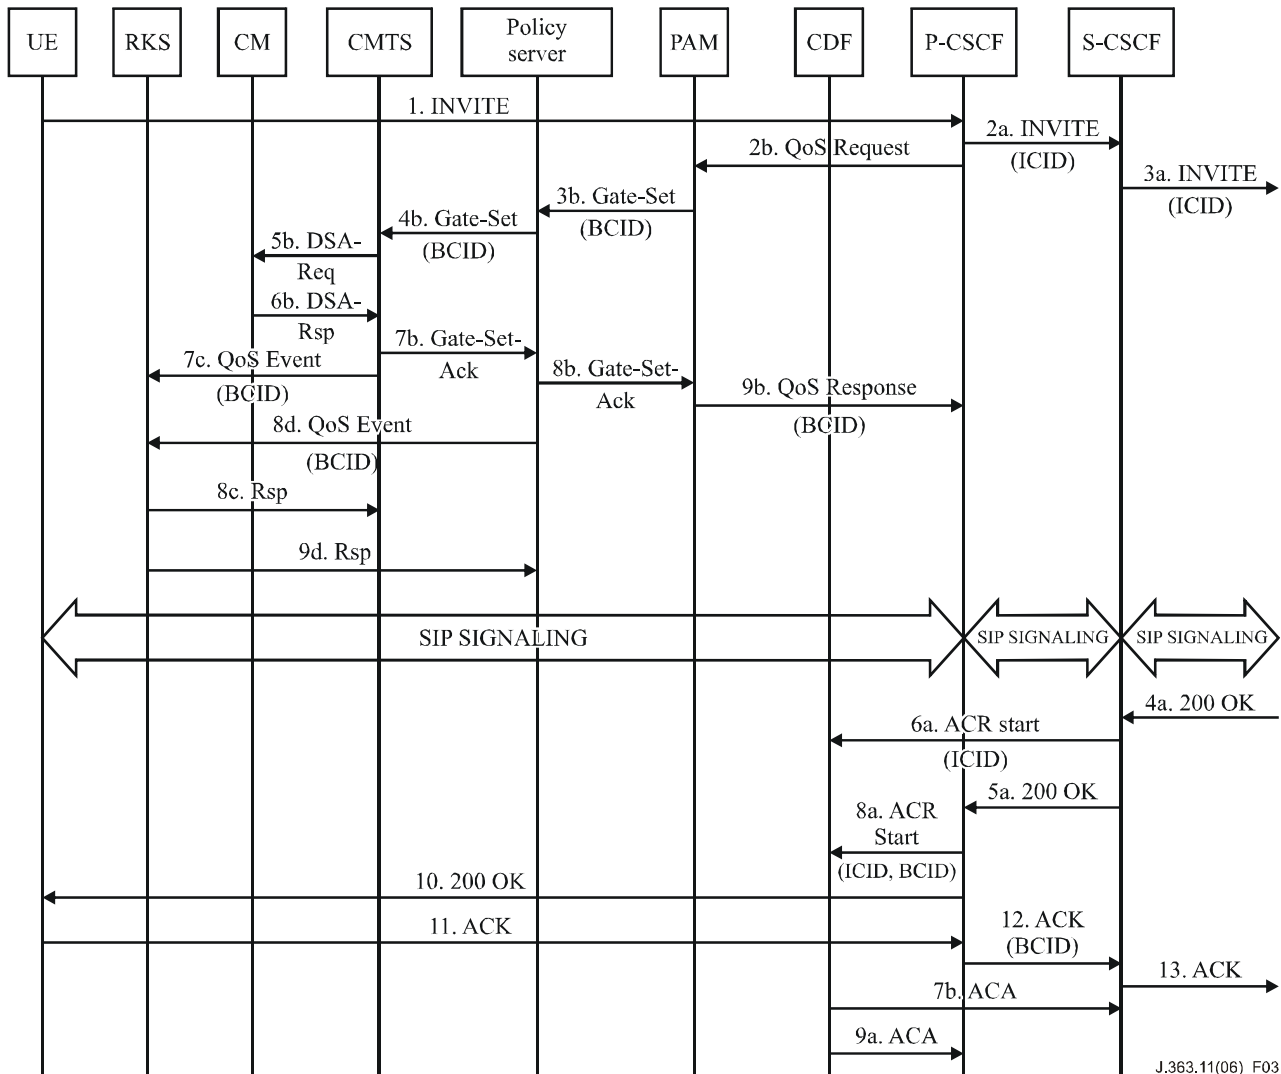 UE
RKS
CM
CMTS
Policy
server
PAM
CDF
P-CSCF
S-CSCF
1. INVITE
2a. INVITE
(ICID)
2b. QoS Request
3a. INVITE
(ICID)
3b. Gate-Set
(BCID)
4b. Gate-Set
(BCID)
5b. DSA-
Req
6b. DSA-
Rsp
7b. Gate-Set-
Ack
7c. QoS Event
(BCID)
8b. Gate-Set-
Ack
9b. QoS Response
(BCID)
8d. QoS Event
(BCID)
8c. Rsp
9d. Rsp
SIP SIGNALING
SIP SIGNALING
SIP SIGNALING
4a. 200 OK
6a. ACR start
(ICID)
5a. 200 OK
8a. ACR
Start
(ICID, BCID)
10. 200 OK
11. ACK
12. ACK
(BCID)
13. ACK
7b. ACA
9a. ACA
J.363.11(06)_F03